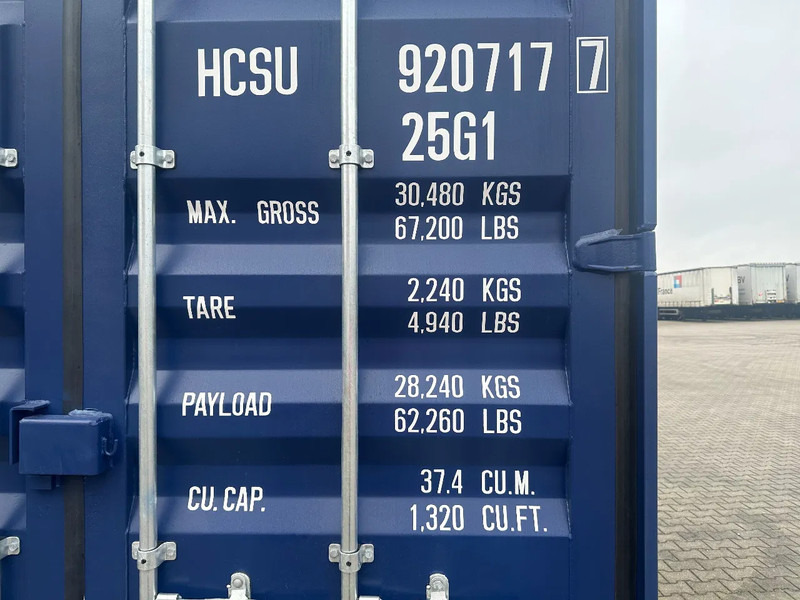 HCSU 920717 7
25G1
MAX. GROSS 30,480 KGS
67,200 LBS
TARE 2,240 KGS
4,940 LBS
PAYLOAD 28,240 KGS
62,260 LBS
CU. CAP. 37.4 CU.M.
1,320 CU.FT.